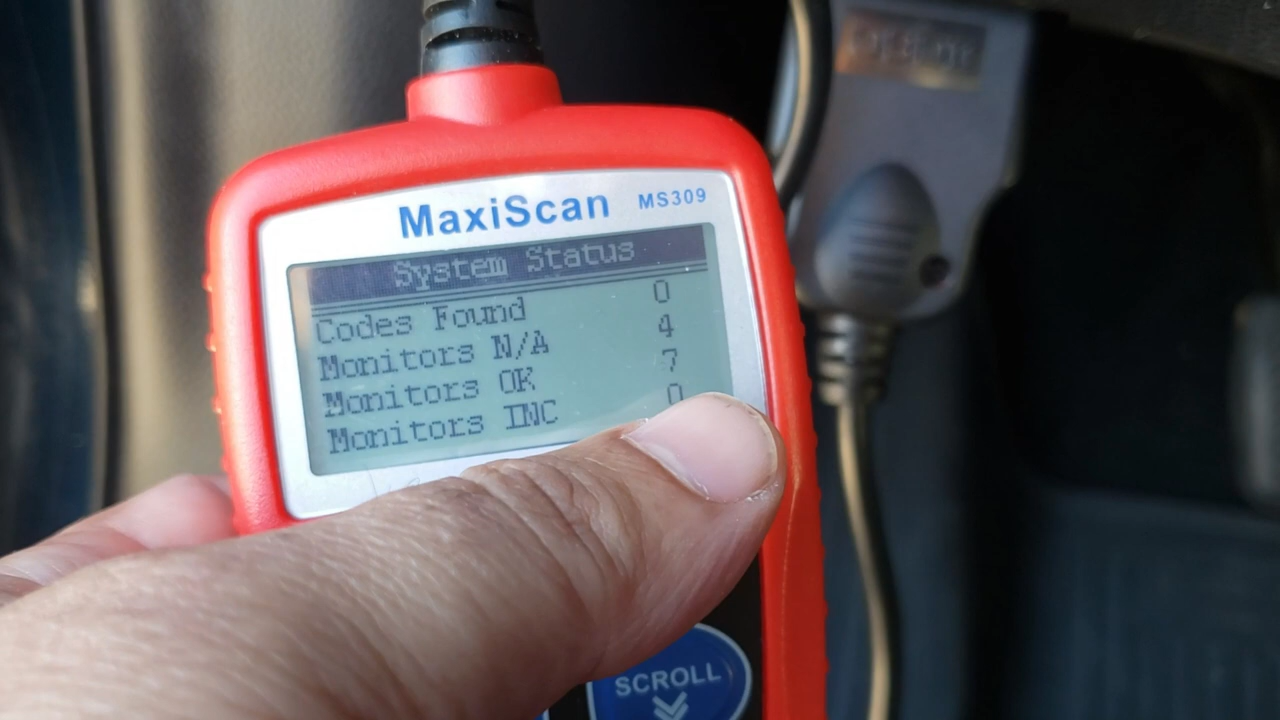 MaxiScan MS309
System Status
Codes Found 0
Monitors N/A 4
Monitors OK 7
Monitors INC 0
SCROLL